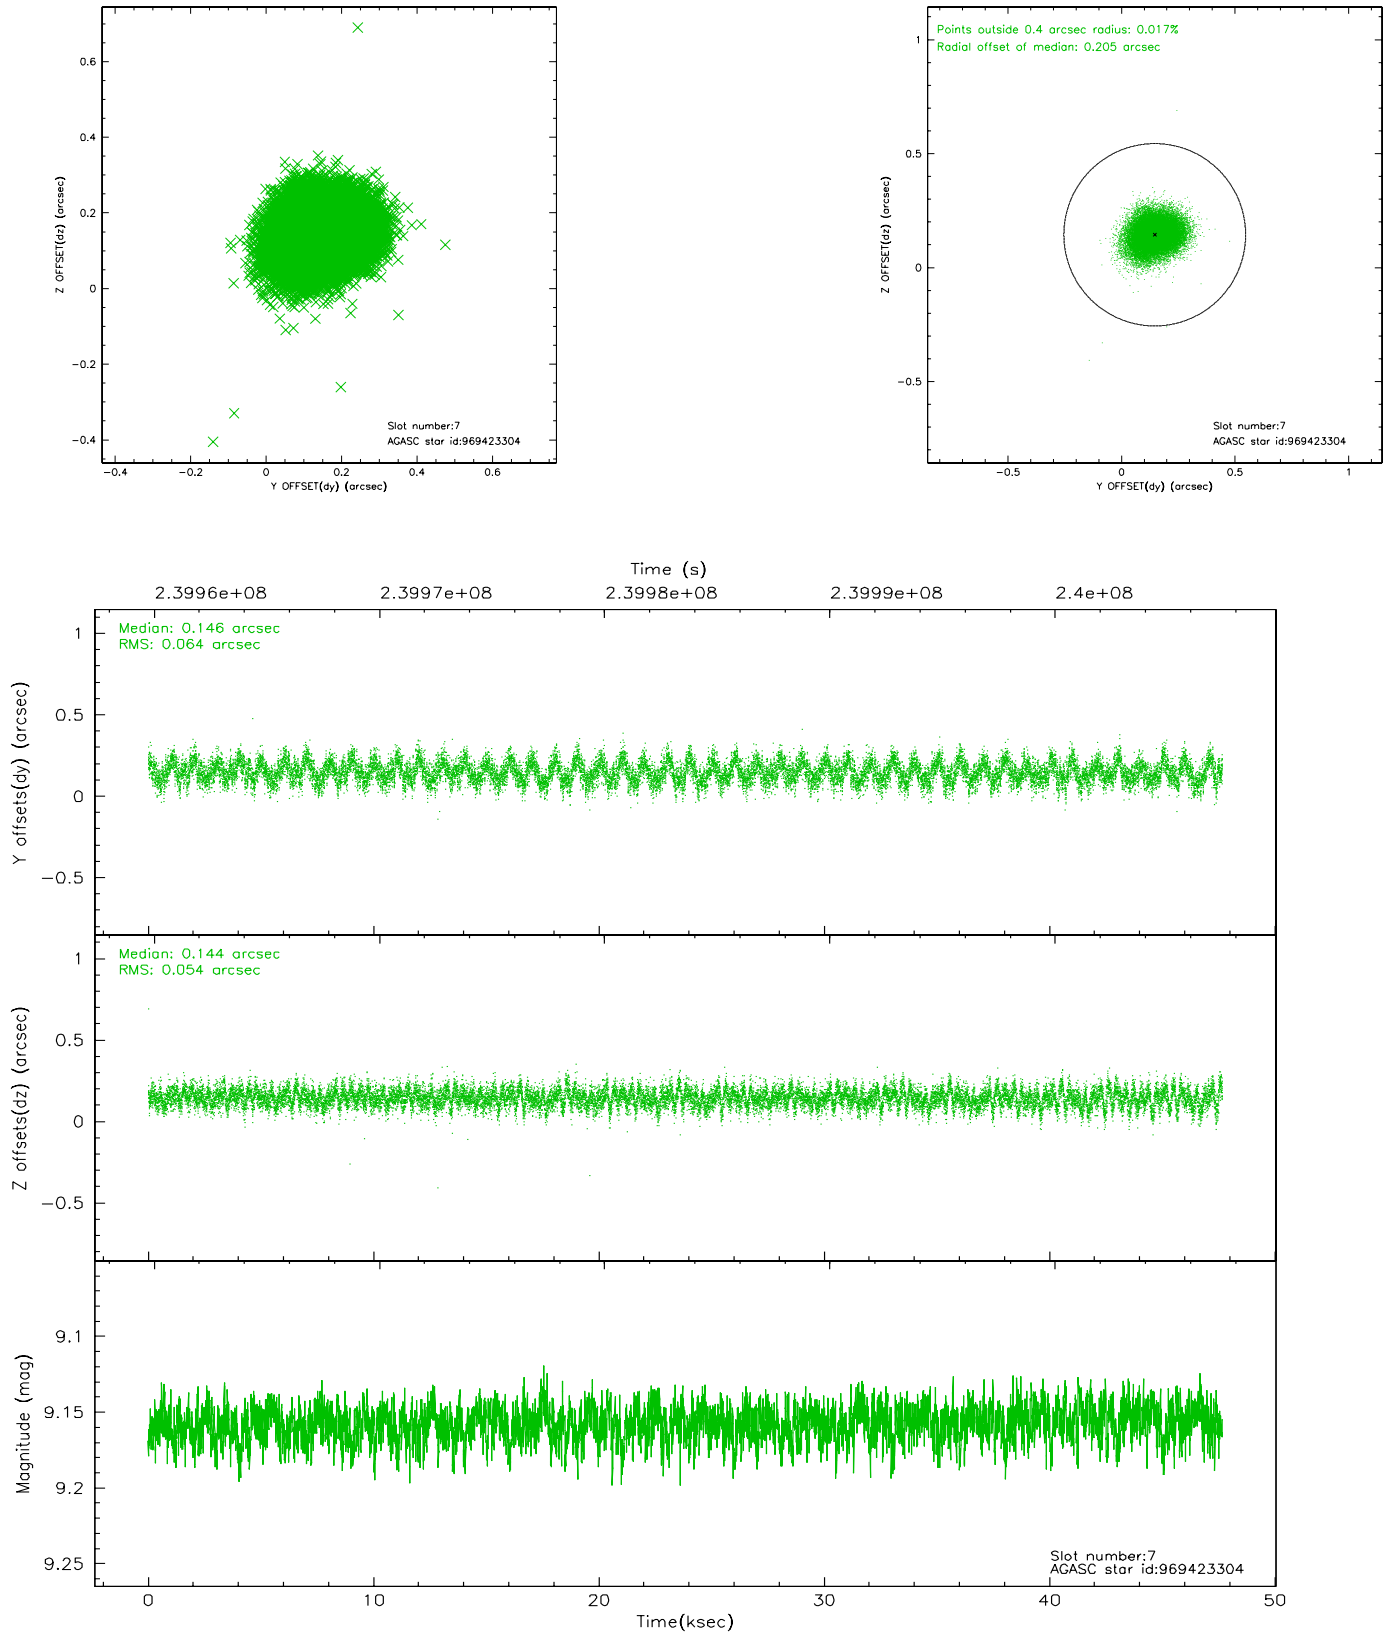 0.6
0.4
0.2
0
−0.2
−0.4
Z OFFSET(dz) (arcsec)
−0.4 −0.2 0 0.2 0.4 0.6
Y OFFSET(dy) (arcsec)
Slot number:7
AGASC star id:969423304
Points outside 0.4 arcsec radius: 0.017%
Radial offset of median: 0.205 arcsec
1
0.5
0
−0.5
Z OFFSET(dz) (arcsec)
−0.5 0 0.5 1
Y OFFSET(dy) (arcsec)
Slot number:7
AGASC star id:969423304
Time (s)
2.3996e+08 2.3997e+08 2.3998e+08 2.3999e+08 2.4e+08
Median: 0.146 arcsec
RMS: 0.064 arcsec
1
0.5
0
−0.5
Y offsets(dy) (arcsec)
Median: 0.144 arcsec
RMS: 0.054 arcsec
1
0.5
0
−0.5
Z offsets(dz) (arcsec)
9.1
9.15
9.2
9.25
Magnitude (mag)
Slot number:7
AGASC star id:969423304
0 10 20 30 40 50
Time(ksec)